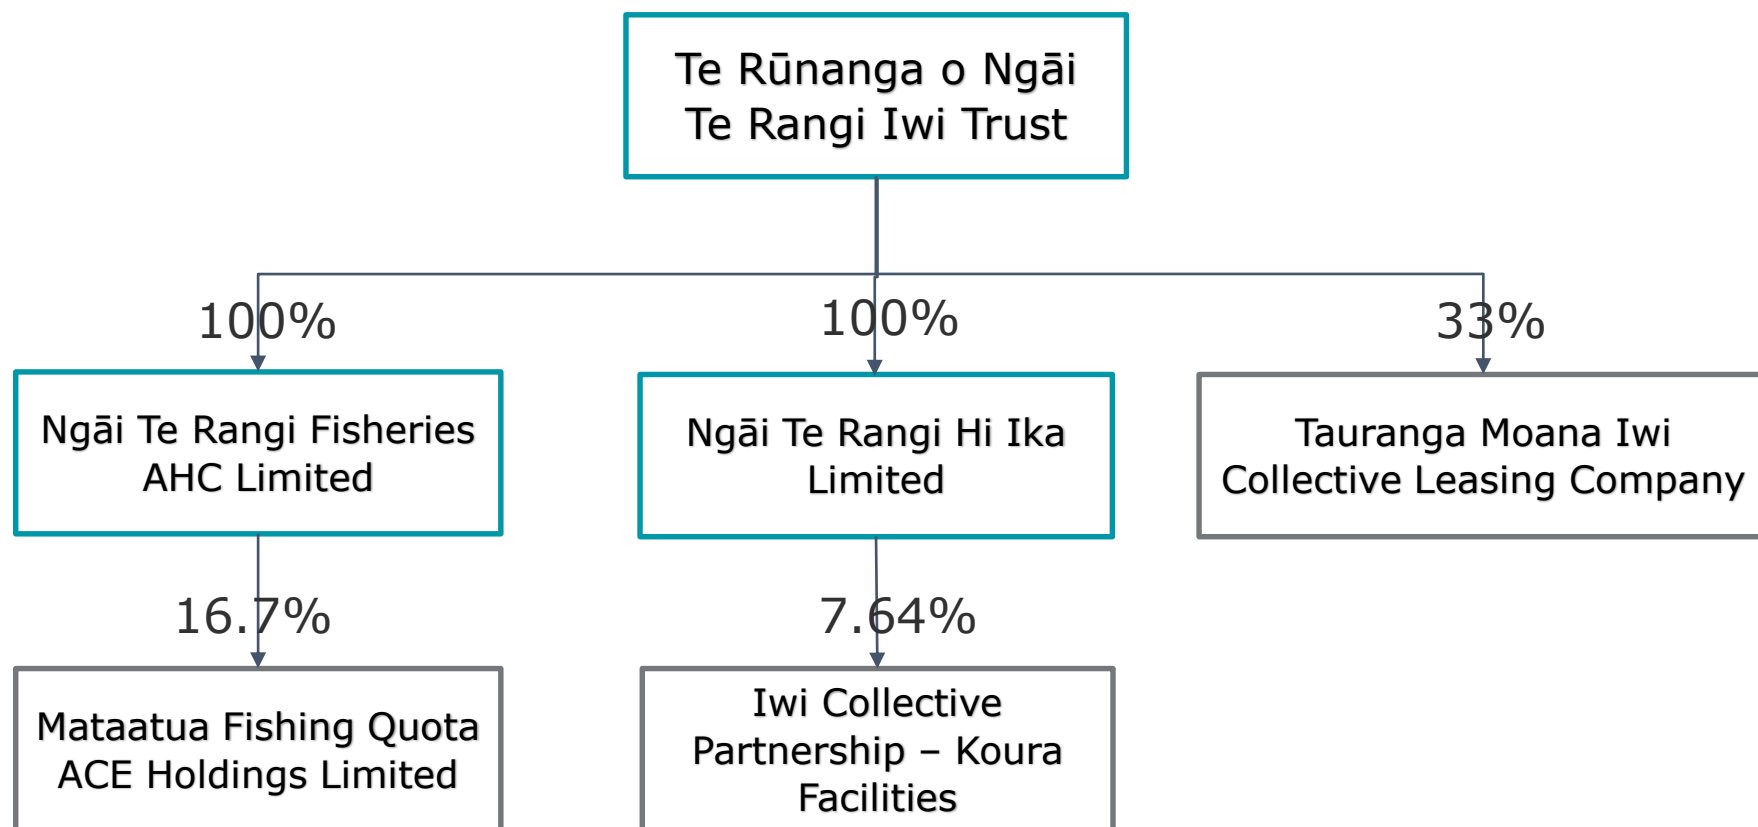 Te Rūnanga o Ngāi
Te Rangi Iwi Trust
100%
100%
33%
Ngāi Te Rangi Fisheries
AHC Limited
Ngāi Te Rangi Hi Ika
Limited
Tauranga Moana Iwi
Collective Leasing Company
16.7%
7.64%
Mataatua Fishing Quota
ACE Holdings Limited
Iwi Collective
Partnership – Koura
Facilities